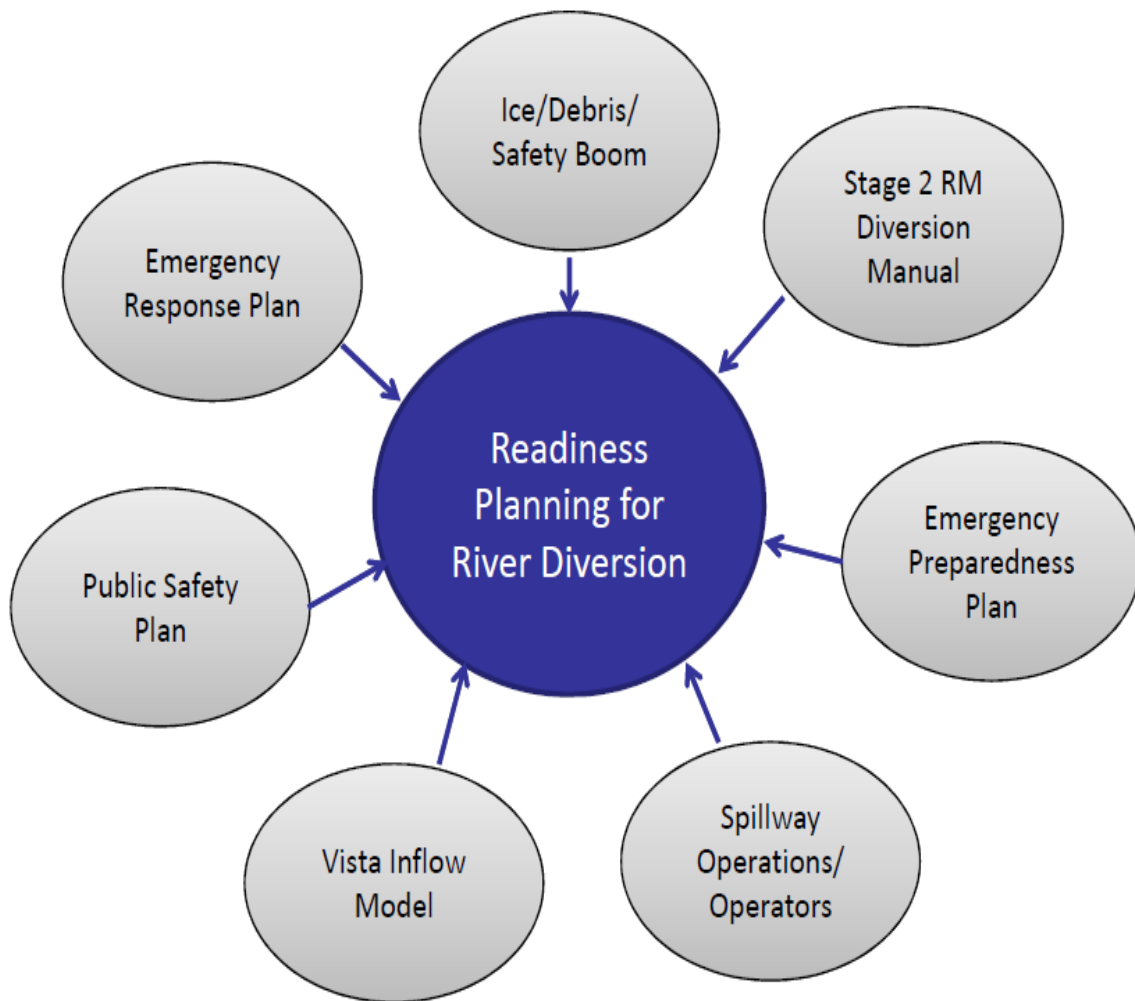 Ice/Debris/
Safety Boom
Stage 2 RM
Diversion
Manual
Emergency
Response Plan
Readiness
Planning for
River Diversion
Emergency
Preparedness
Plan
Public Safety
Plan
Spillway
Operations/
Operators
Vista Inflow
Model